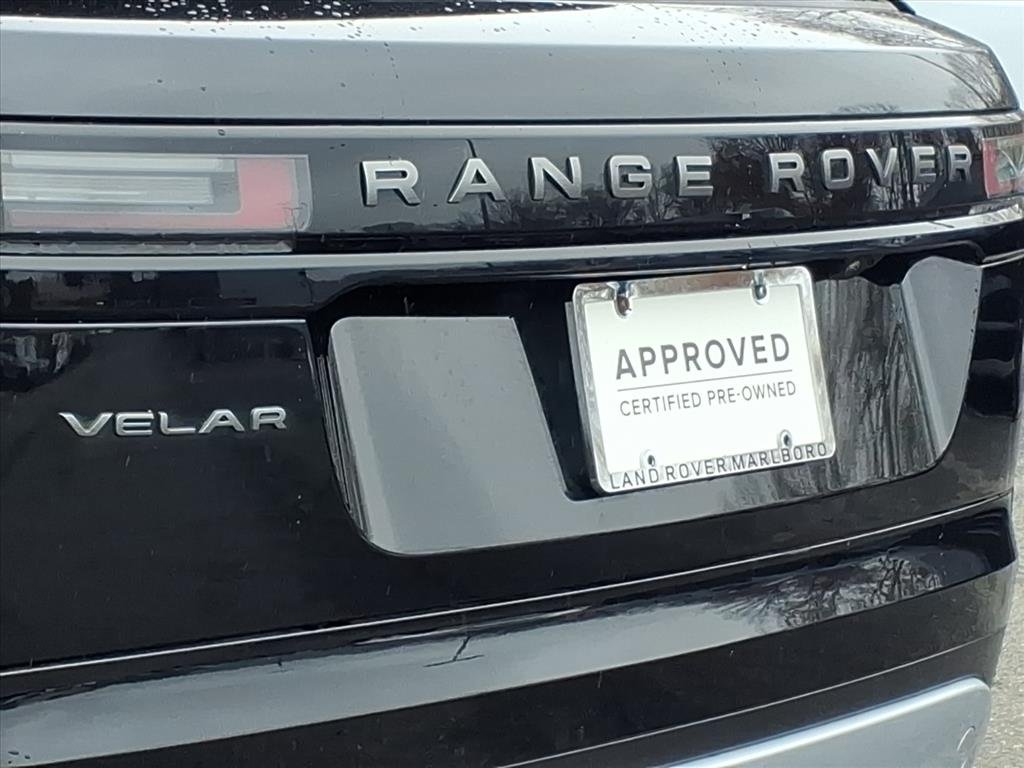 RANGE ROVER
VELAR
APPROVED
CERTIFIED PRE-OWNED
LAND ROVER MARLBORO